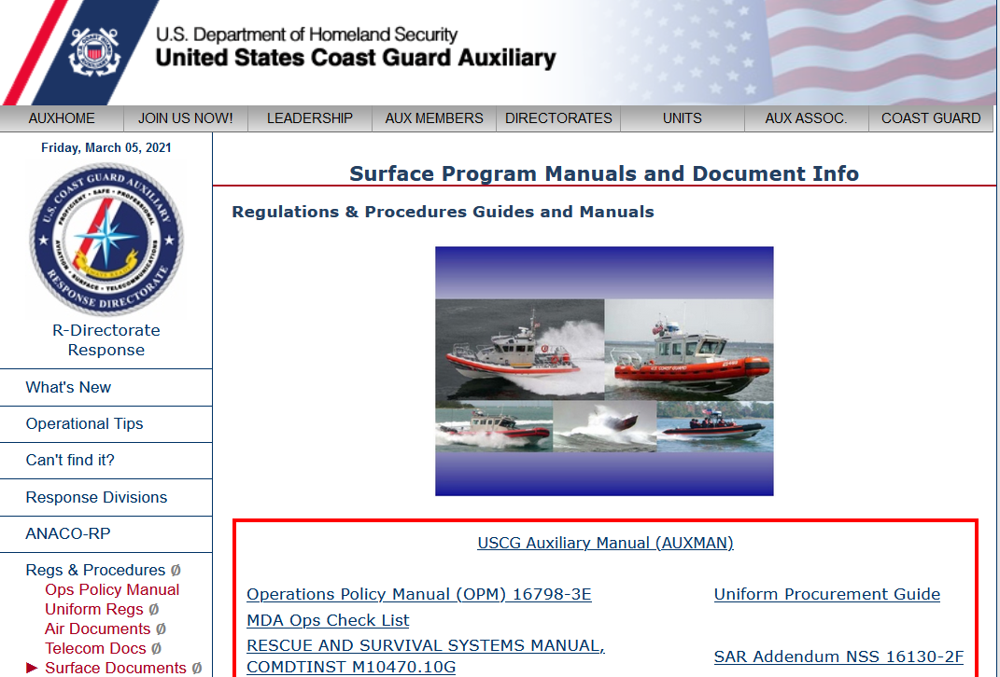 U.S. Department of Homeland Security
United States Coast Guard Auxiliary
AUXHOME
JOIN US NOW!
LEADERSHIP
AUX MEMBERS
DIRECTORATES
UNITS
AUX ASSOC.
COAST GUARD
Friday, March 05, 2021
U.S. COAST GUARD AUXILIARY
PROFICIENT • SAFE • PROFESSIONAL
ALWAYS READY
AVIATION • SURFACE • TELECOMMUNICATIONS
RESPONSE DIRECTORATE
R-Directorate
Response
What's New
Operational Tips
Can't find it?
Response Divisions
ANACO-RP
Regs & Procedures Ø
Ops Policy Manual
Uniform Regs Ø
Air Documents Ø
Telecom Docs Ø
► Surface Documents Ø
Surface Program Manuals and Document Info
Regulations & Procedures Guides and Manuals
U.S. COAST GUARD
USCG Auxiliary Manual (AUXMAN)
Operations Policy Manual (OPM) 16798-3E
Uniform Procurement Guide
MDA Ops Check List
RESCUE AND SURVIVAL SYSTEMS MANUAL,
COMDTINST M10470.10G
SAR Addendum NSS 16130-2F